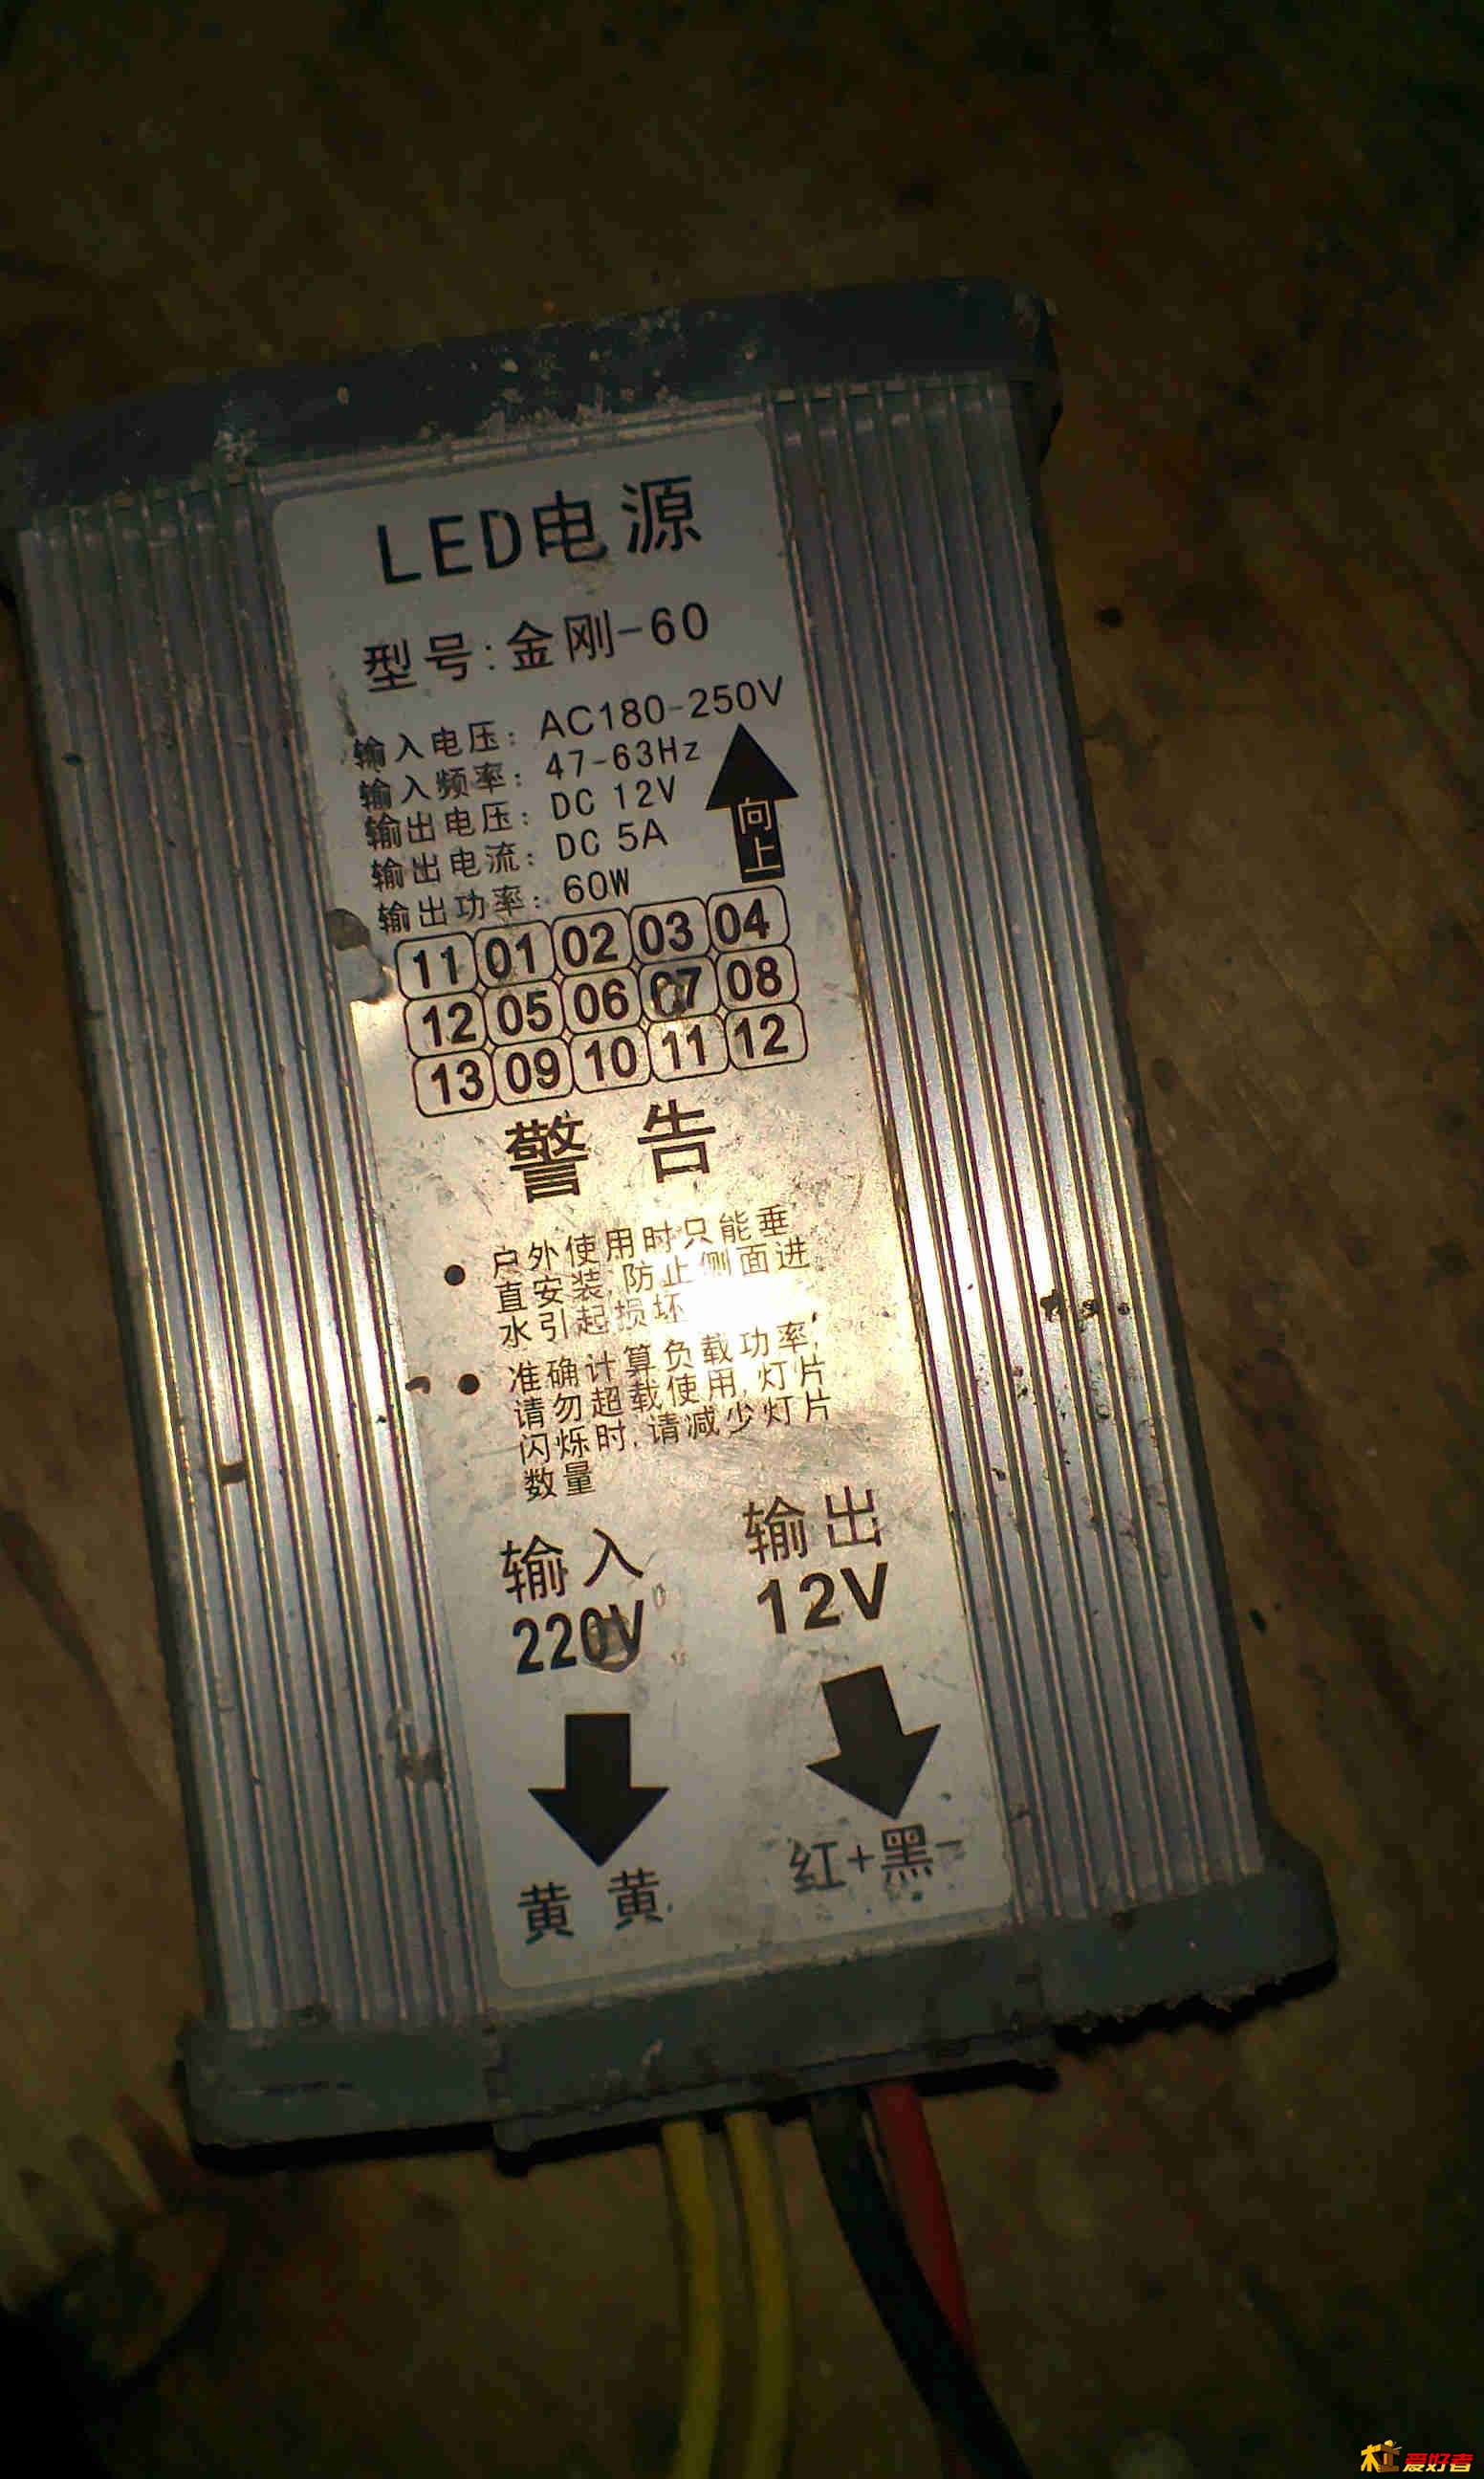 LED电源
型号:金刚-60
输入电压: AC180-250V
输入频率: 47-63Hz
输出电压: DC 12V
输出电流: DC 5A
输出功率: 60W
向上
11 01 02 03 04
12 05 06 07 08
13 09 10 11 12
警告
● 户外使用时只能垂
直安装,防止侧面进
水引起损坏
● 准确计算负载功率,
请勿超载使用,灯片
闪烁时,请减少灯片
数量
输入 输出
220V 12V
黄 黄 红+黑-
爱好者